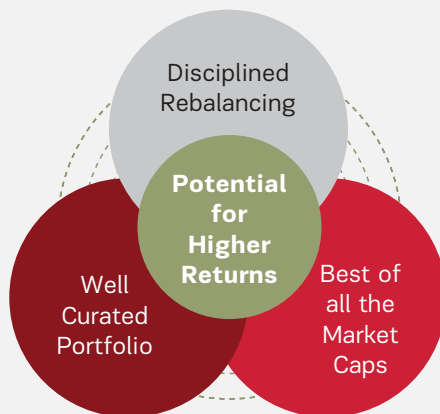 Disciplined
Rebalancing
Potential
for
Higher
Returns
Well
Curated
Portfolio
Best of
all the
Market
Caps